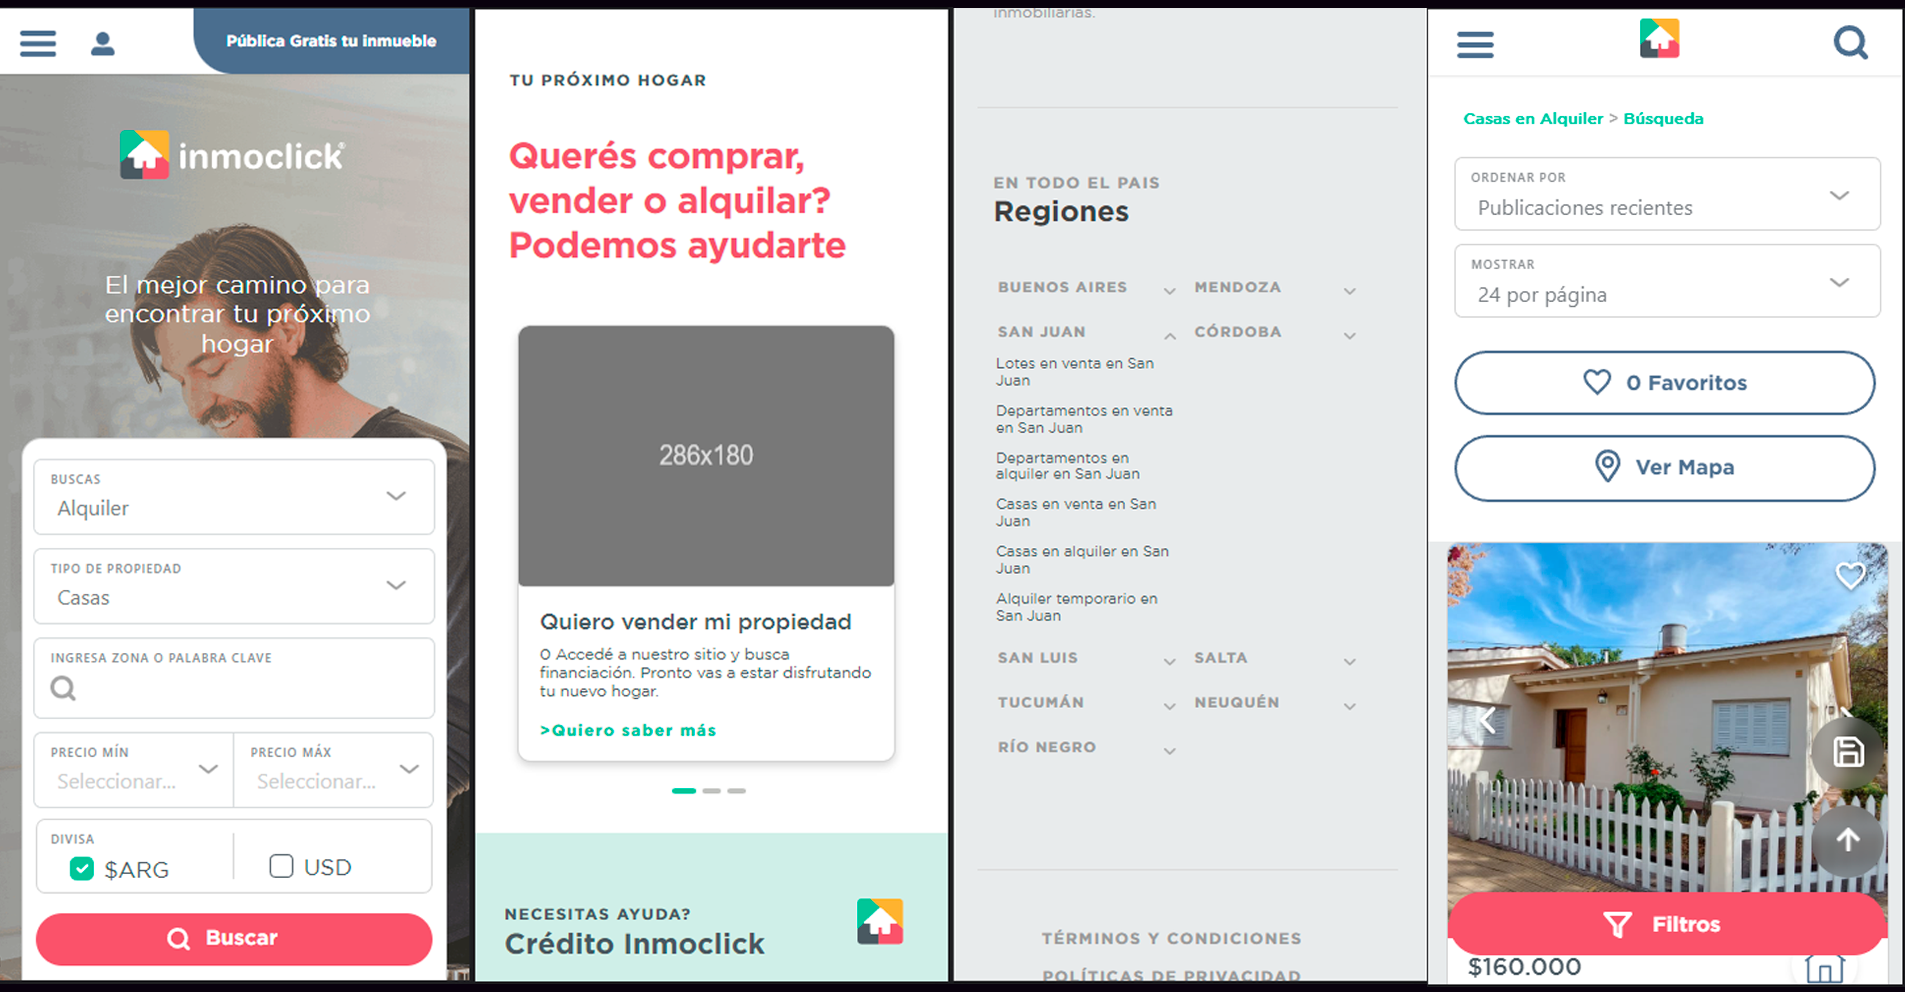 Pública Gratis tu inmueble
inmoclick®
El mejor camino para
encontrar tu próximo
hogar
BUSCAS
Alquiler
TIPO DE PROPIEDAD
Casas
INGRESA ZONA O PALABRA CLAVE
PRECIO MÍN
Seleccionar...
PRECIO MÁX
Seleccionar...
DIVISA
$ARG
USD
Buscar
TU PRÓXIMO HOGAR
Querés comprar,
vender o alquilar?
Podemos ayudarte
286x180
Quiero vender mi propiedad
0 Accedé a nuestro sitio y busca
financiación. Pronto vas a estar disfrutando
tu nuevo hogar.
>Quiero saber más
NECESITAS AYUDA?
Crédito Inmoclick
inmobiliarias.
EN TODO EL PAIS
Regiones
BUENOS AIRES
MENDOZA
SAN JUAN
CÓRDOBA
Lotes en venta en San
Juan
Departamentos en venta
en San Juan
Departamentos en
alquiler en San Juan
Casas en venta en San
Juan
Casas en alquiler en San
Juan
Alquiler temporario en
San Juan
SAN LUIS
SALTA
TUCUMÁN
NEUQUÉN
RÍO NEGRO
TÉRMINOS Y CONDICIONES
POLÍTICAS DE PRIVACIDAD
Casas en Alquiler > Búsqueda
ORDENAR POR
Publicaciones recientes
MOSTRAR
24 por página
0 Favoritos
Ver Mapa
Filtros
$160.000